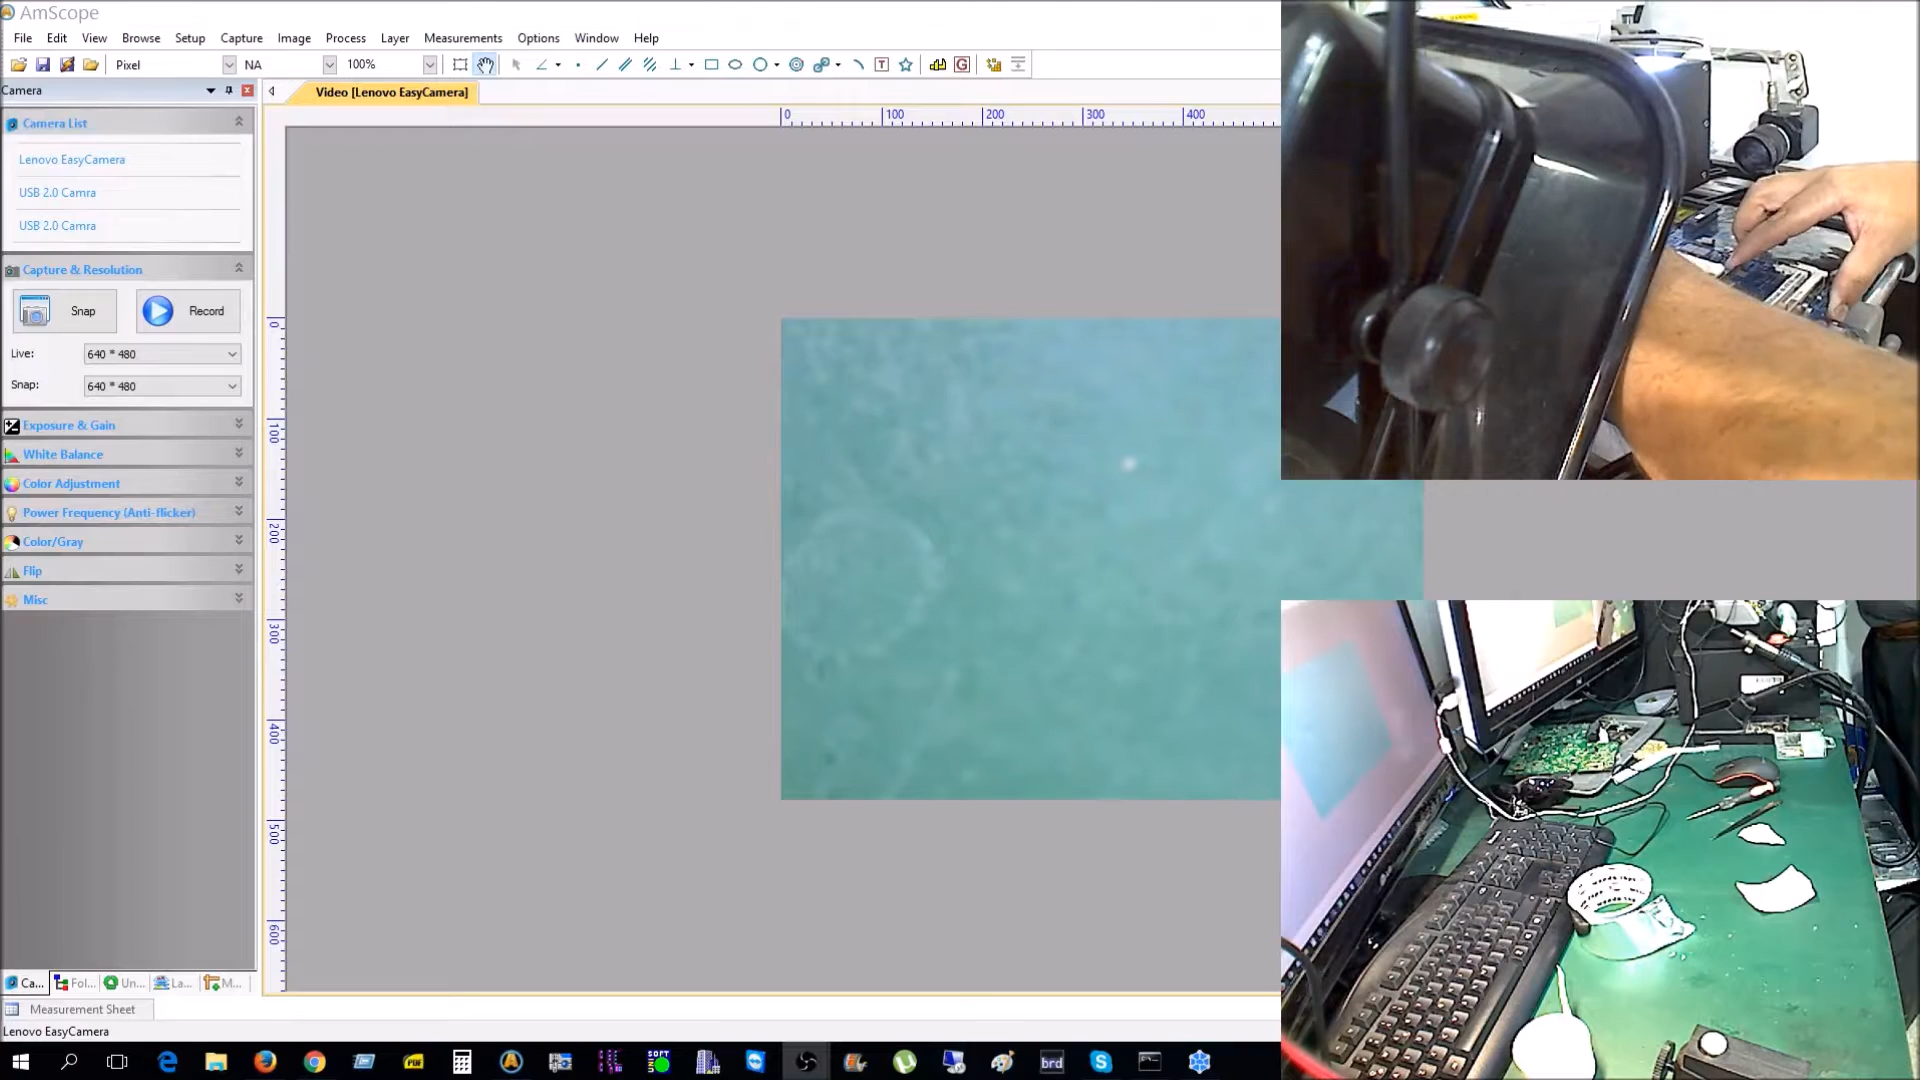 AmScope
File Edit View Browse Setup Capture Image Process Layer Measurements Options Window Help
Pixel NA 100%
Camera
Video [Lenovo EasyCamera]
Camera List
Lenovo EasyCamera
USB 2.0 Camra
USB 2.0 Camra
Capture & Resolution
Snap Record
Live: 640 * 480
Snap: 640 * 480
Exposure & Gain
White Balance
Color Adjustment
Power Frequency (Anti-flicker)
Color/Gray
Flip
Misc
0 100 200 300 400
0
100
200
300
400
500
600
Ca... Fol... Un... La... M...
Measurement Sheet
Lenovo EasyCamera
PDF SOFT brd